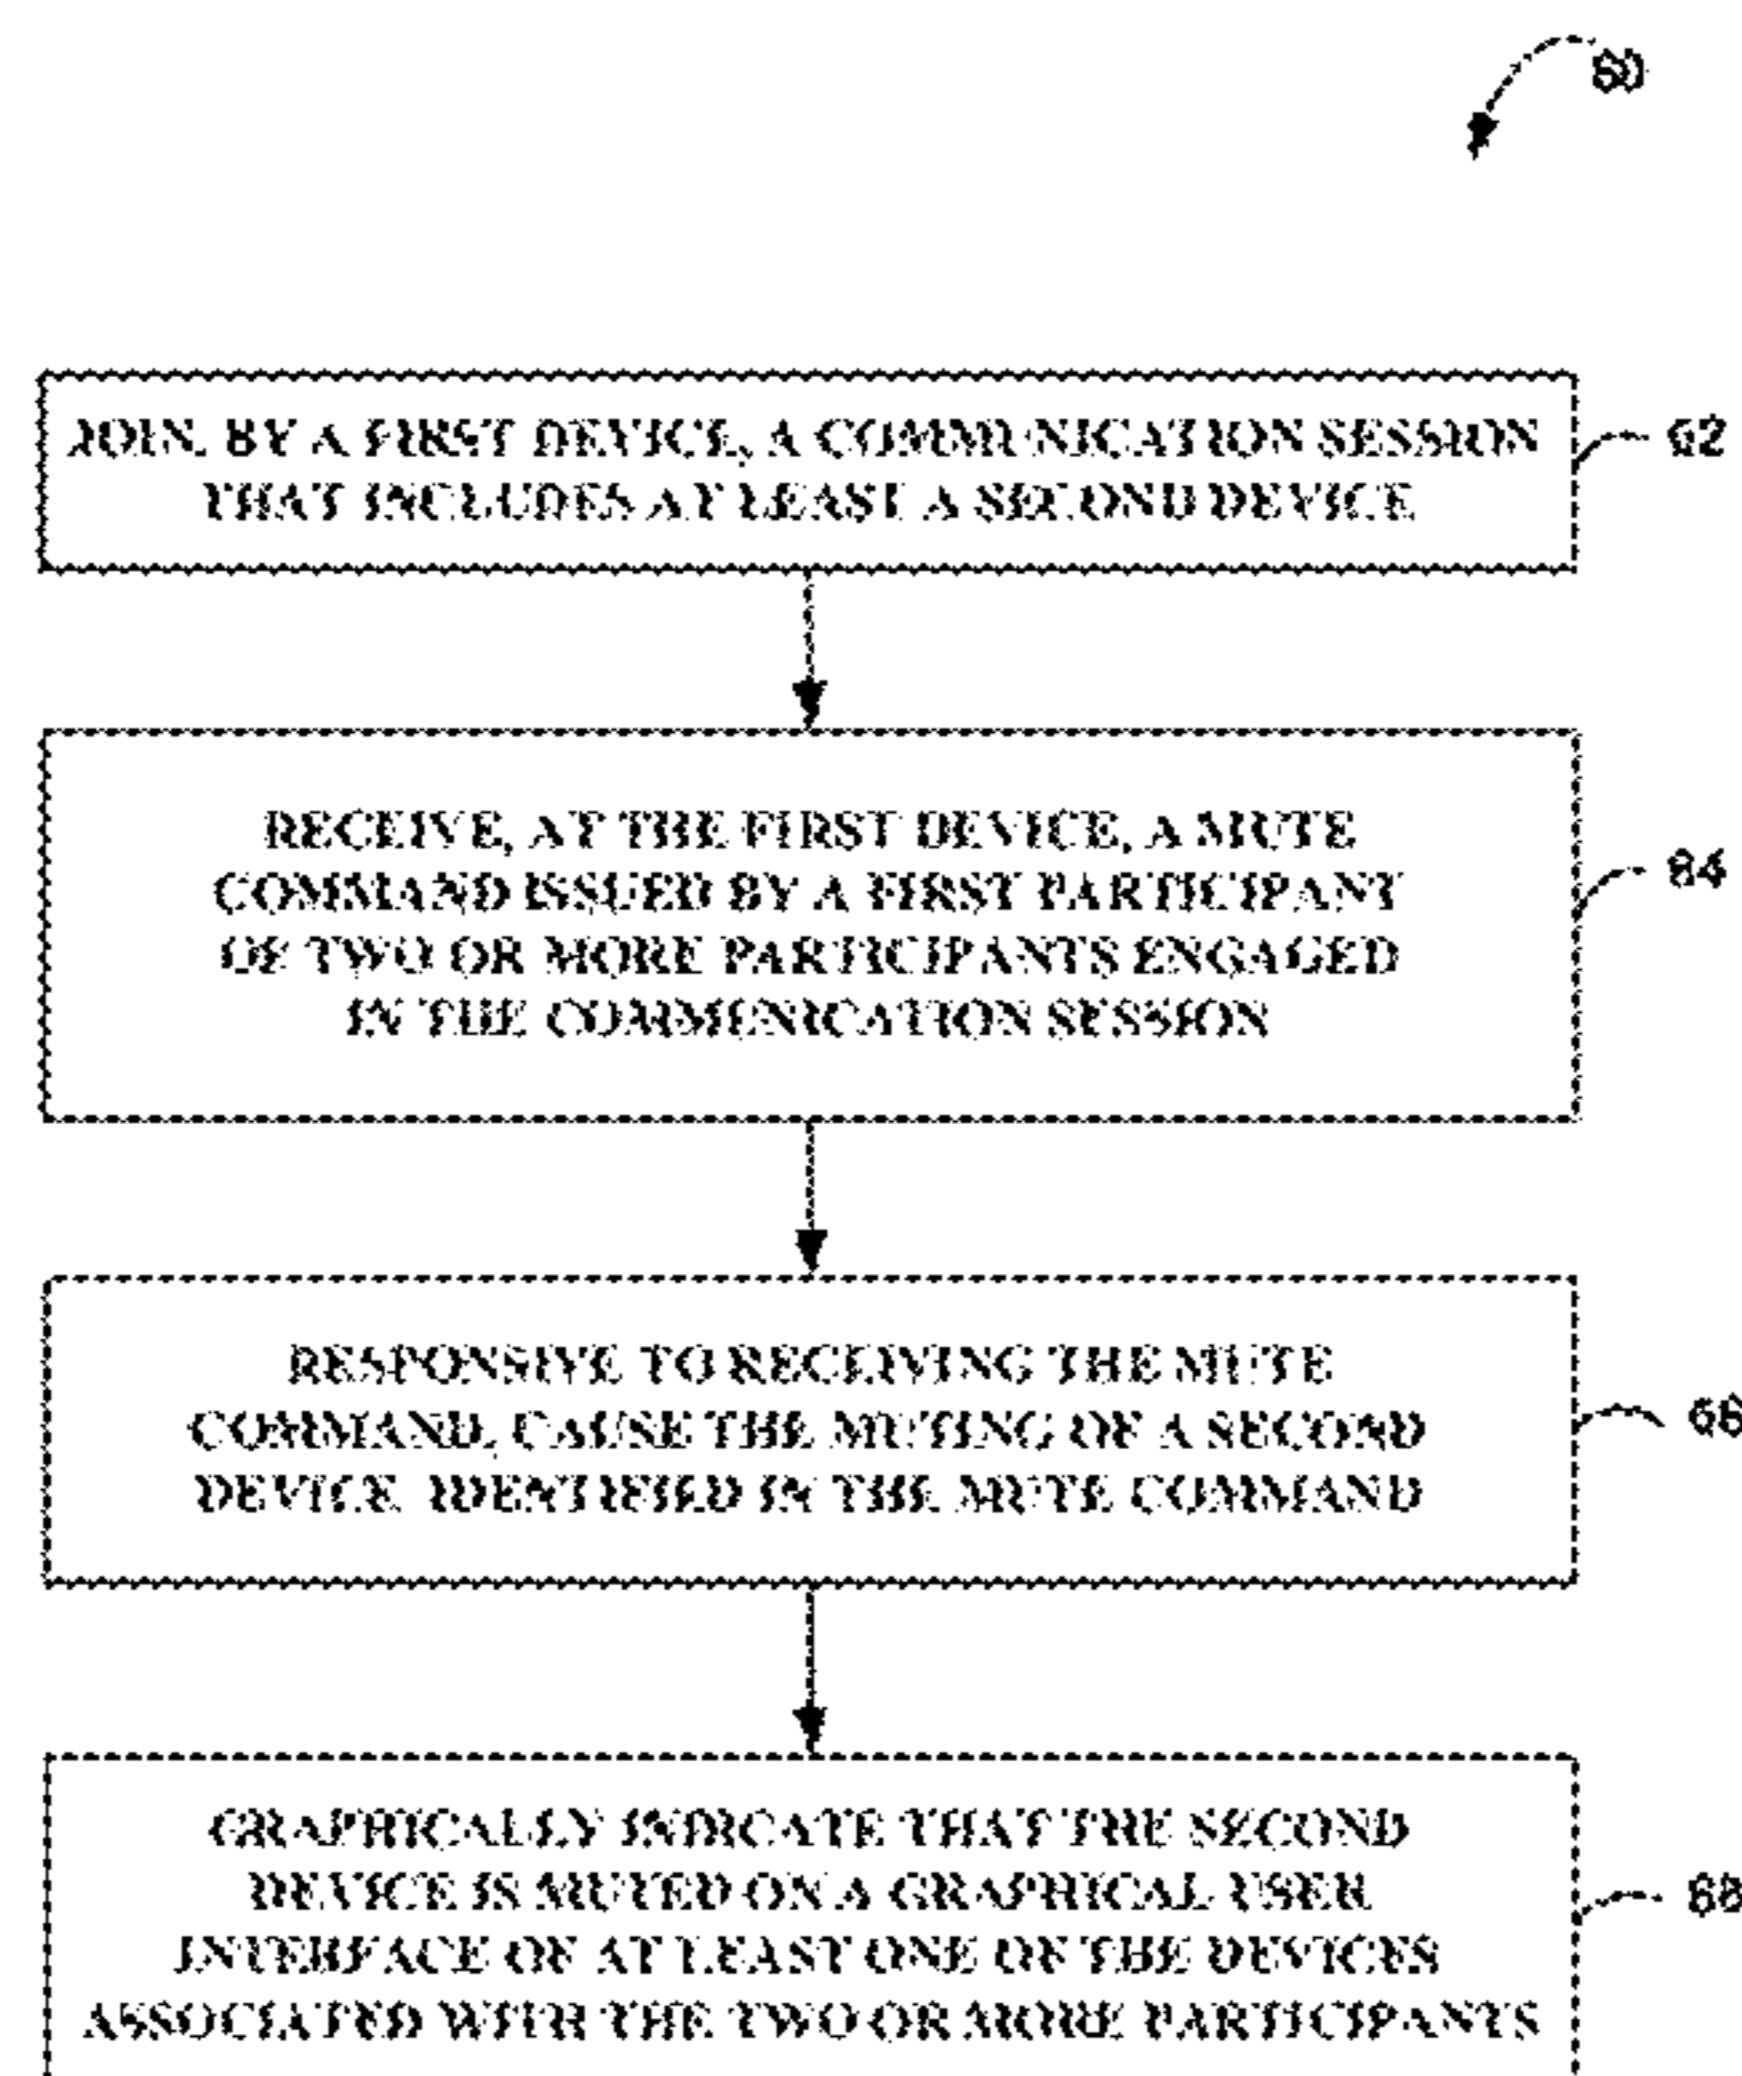 60
JOIN, BY A FIRST DEVICE, A COMMUNICATION SESSION
62
THAT INCLUDES AT LEAST A SECOND DEVICE
RECEIVE, AT THE FIRST DEVICE, A MUTE
COMMAND ISSUED BY A FIRST PARTICIPANT
64
OF TWO OR MORE PARTICIPANTS ENGAGED
IN THE COMMUNICATION SESSION
RESPONSIVE TO RECEIVING THE MUTE
COMMAND, CAUSE THE MUTING OF A SECOND
66
DEVICE IDENTIFIED IN THE MUTE COMMAND
GRAPHICALLY INDICATE THAT THE SECOND
DEVICE IS MUTED ON A GRAPHICAL USER
68
INTERFACE OF AT LEAST ONE OF THE DEVICES
ASSOCIATED WITH THE TWO OR MORE PARTICIPANTS